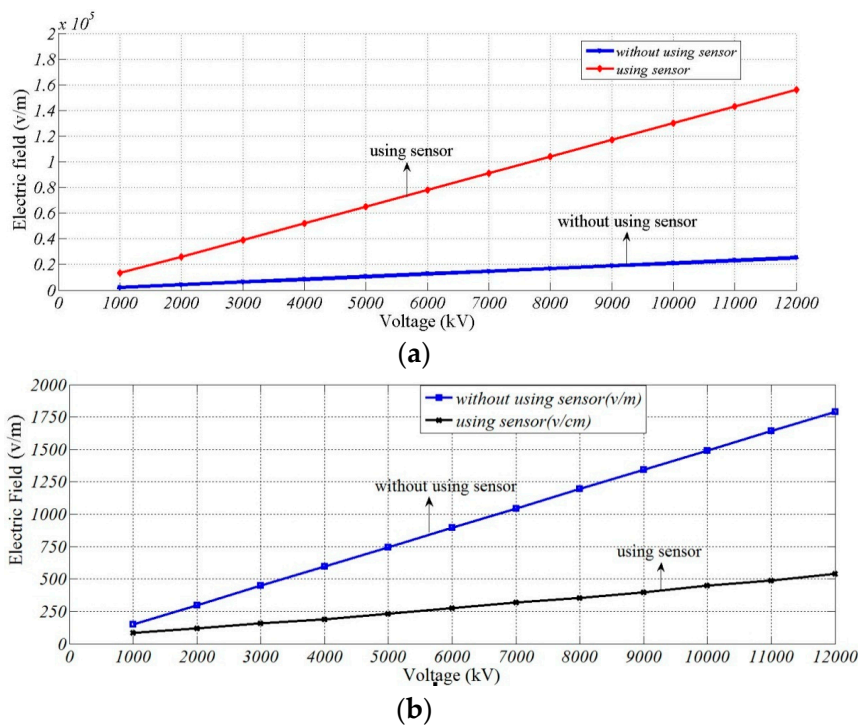 x 10^5
2
1.8
1.6
1.4
1.2
1
0.8
0.6
0.4
0.2
0
Electric field (v/m)
without using sensor
using sensor
using sensor
without using sensor
0 1000 2000 3000 4000 5000 6000 7000 8000 9000 10000 11000 12000
Voltage (kV)
(a)
2000
1750
1500
1250
1000
750
500
250
0
Electric Field (v/m)
without using sensor(v/m)
using sensor(v/cm)
without using sensor
using sensor
0 1000 2000 3000 4000 5000 6000 7000 8000 9000 10000 11000 12000
Voltage (kV)
(b)